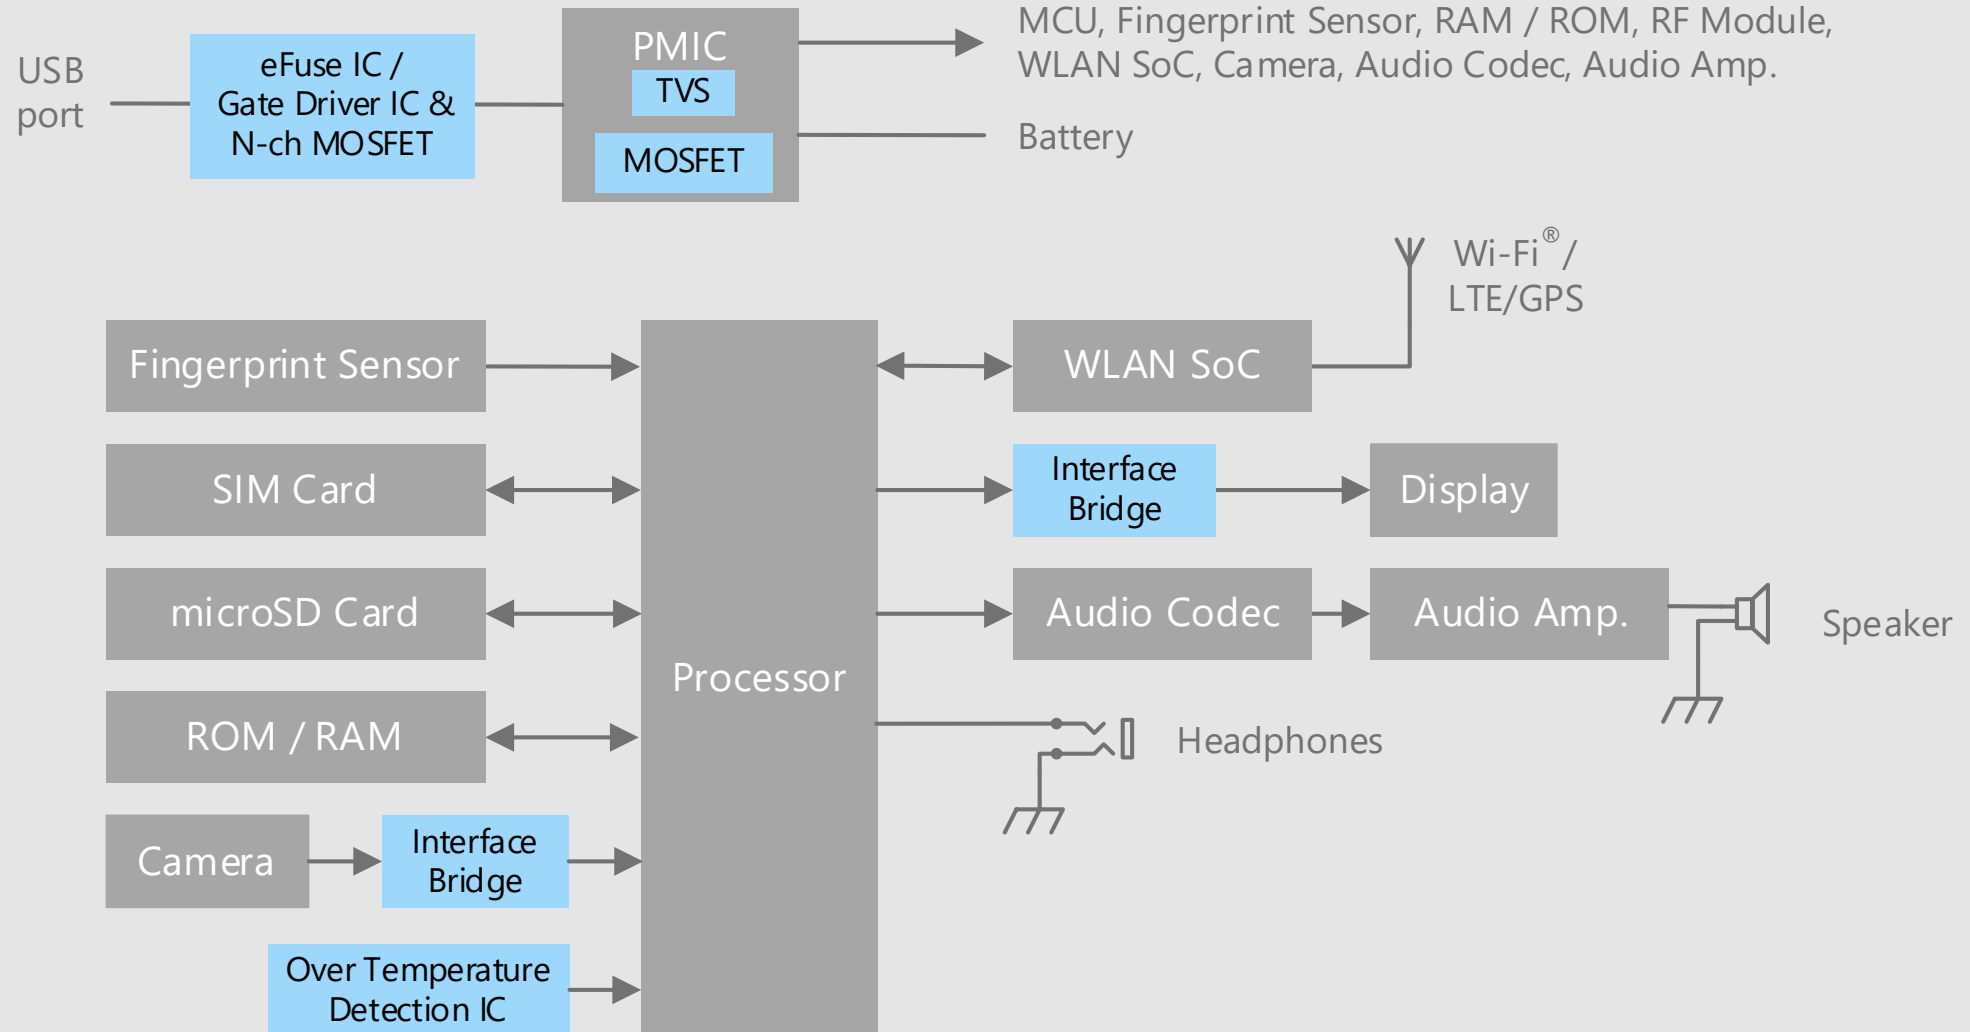 USB
port
eFuse IC /
Gate Driver IC &
N-ch MOSFET
PMIC
TVS
MOSFET
MCU, Fingerprint Sensor, RAM / ROM, RF Module,
WLAN SoC, Camera, Audio Codec, Audio Amp.
Battery
Wi-Fi®/
LTE/GPS
Fingerprint Sensor
SIM Card
microSD Card
ROM / RAM
Camera
Interface
Bridge
Over Temperature
Detection IC
Processor
WLAN SoC
Interface
Bridge
Display
Audio Codec
Audio Amp.
Speaker
Headphones